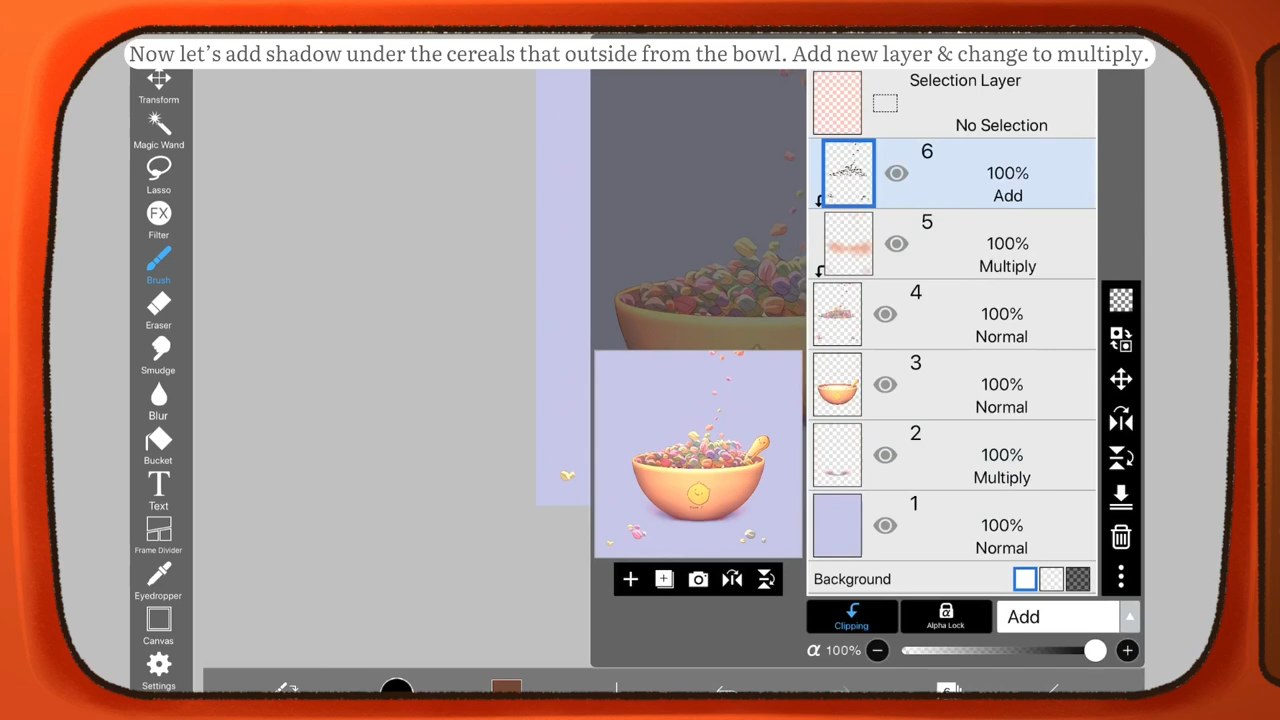 Now let's add shadow under the cereals that outside from the bowl. Add new layer & change to multiply.
Transform
Magic Wand
Lasso
FX
Filter
Brush
Eraser
Smudge
Blur
Bucket
T
Text
Frame Divider
Eyedropper
Canvas
Settings
Selection Layer
No Selection
6
100%
Add
5
100%
Multiply
4
100%
Normal
3
100%
Normal
2
100%
Multiply
1
100%
Normal
Background
Clipping
α
Alpha Lock
Add
α 100%